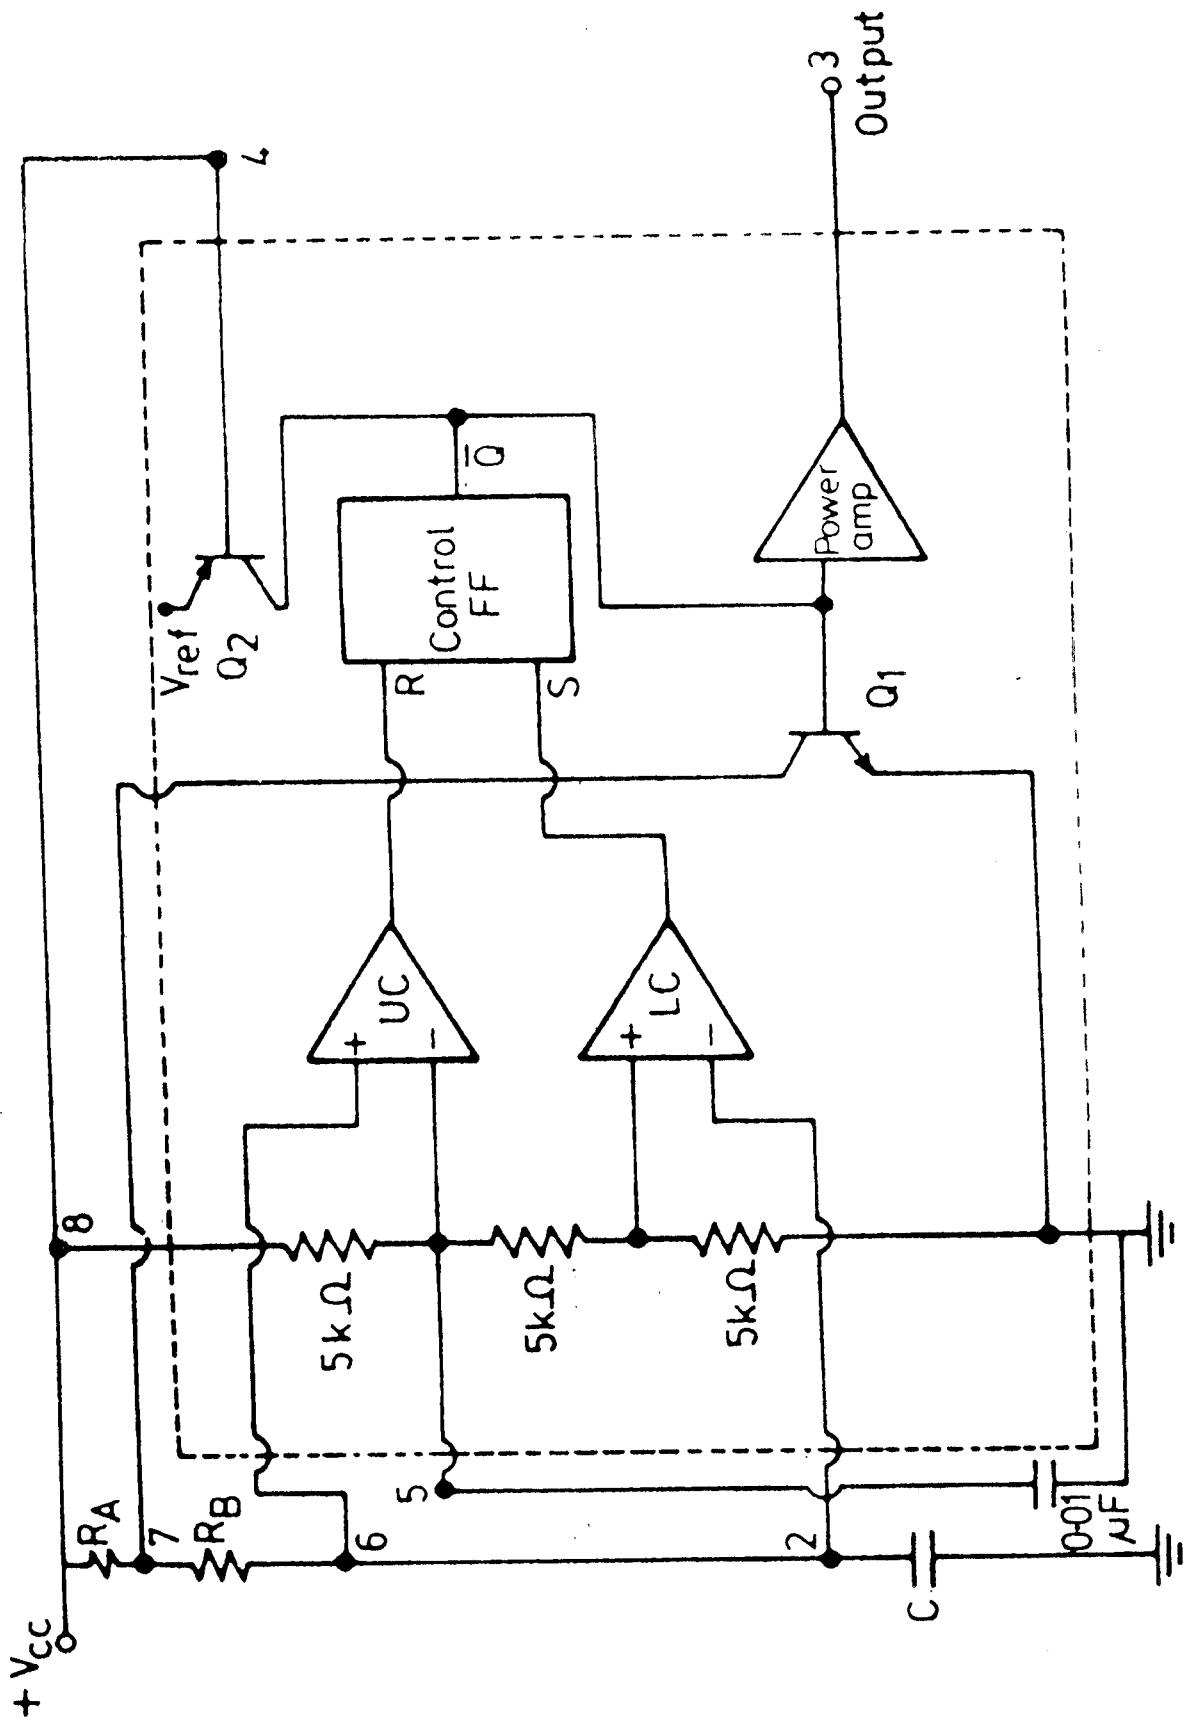 + VCC
RA
7
RB
6
2
C
5
0·01
μF
8
5kΩ
5kΩ
5kΩ
+
UC
−
+
LC
−
R
S
Control
FF
Q̅
Vref
Q2
Q1
Power
amp
4
3
Output